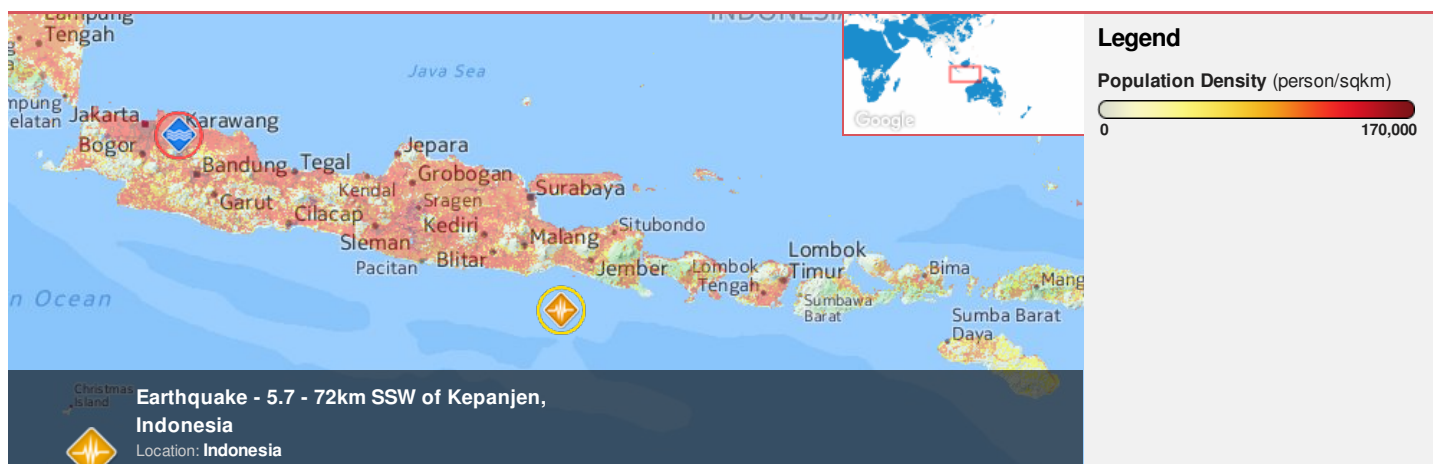 Lampung
Tengah
INDONESIA
Java Sea
Google
mpung
elatan
Jakarta
Karawang
Bogor
Bandung
Tegal
Jepara
Kendal
Grobogan
Garut
Sragen
Surabaya
Cilacap
Kediri
Situbondo
Sleman
Malang
Pacitan
Blitar
Jember
Lombok
Tengah
Lombok
Timur
Bima
Mang
Sumbawa
Barat
Sumba Barat
Daya
n Ocean
Christmas
Island
Earthquake - 5.7 - 72km SSW of Kepanjen,
Indonesia
Location: Indonesia
Legend
Population Density (person/sqkm)
0 170,000